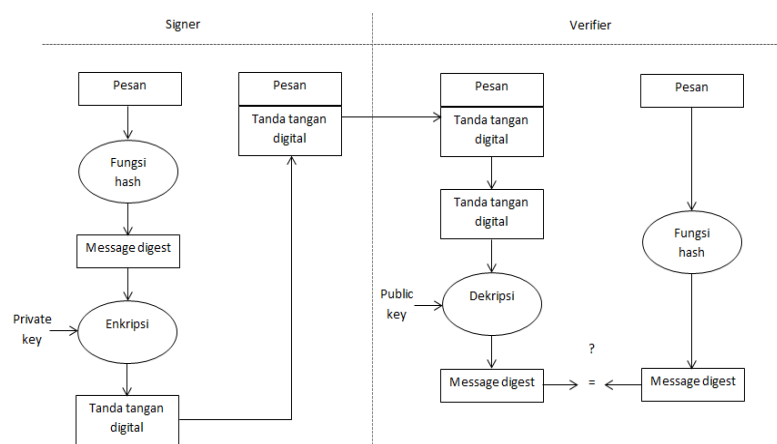 Signer
Verifier
Pesan
Fungsi
hash
Message digest
Private
key
Enkripsi
Tanda tangan
digital
Pesan
Tanda tangan
digital
Pesan
Tanda tangan
digital
Tanda tangan
digital
Public
key
Dekripsi
Message digest
?
=
Pesan
Fungsi
hash
Message digest